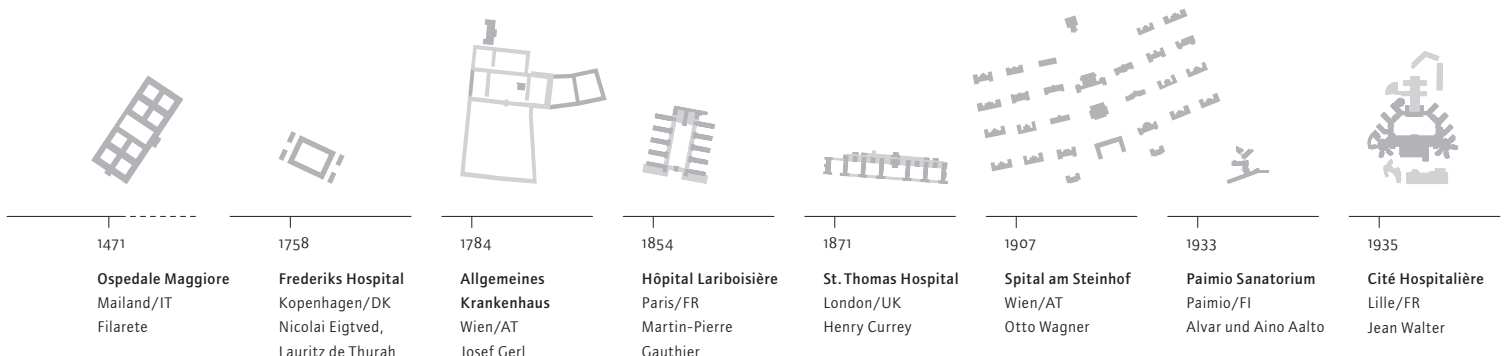 1471
Ospedale Maggiore
Mailand/IT
Filarete
1758
Frederiks Hospital
Kopenhagen/DK
Nicolai Eigtved,
Lauritz de Thurah
1784
Allgemeines
Krankenhaus
Wien/AT
Josef Gerl
1854
Hôpital Lariboisière
Paris/FR
Martin-Pierre
Gauthier
1871
St. Thomas Hospital
London/UK
Henry Currey
1907
Spital am Steinhof
Wien/AT
Otto Wagner
1933
Paimio Sanatorium
Paimio/FI
Alvar und Aino Aalto
1935
Cité Hospitalière
Lille/FR
Jean Walter